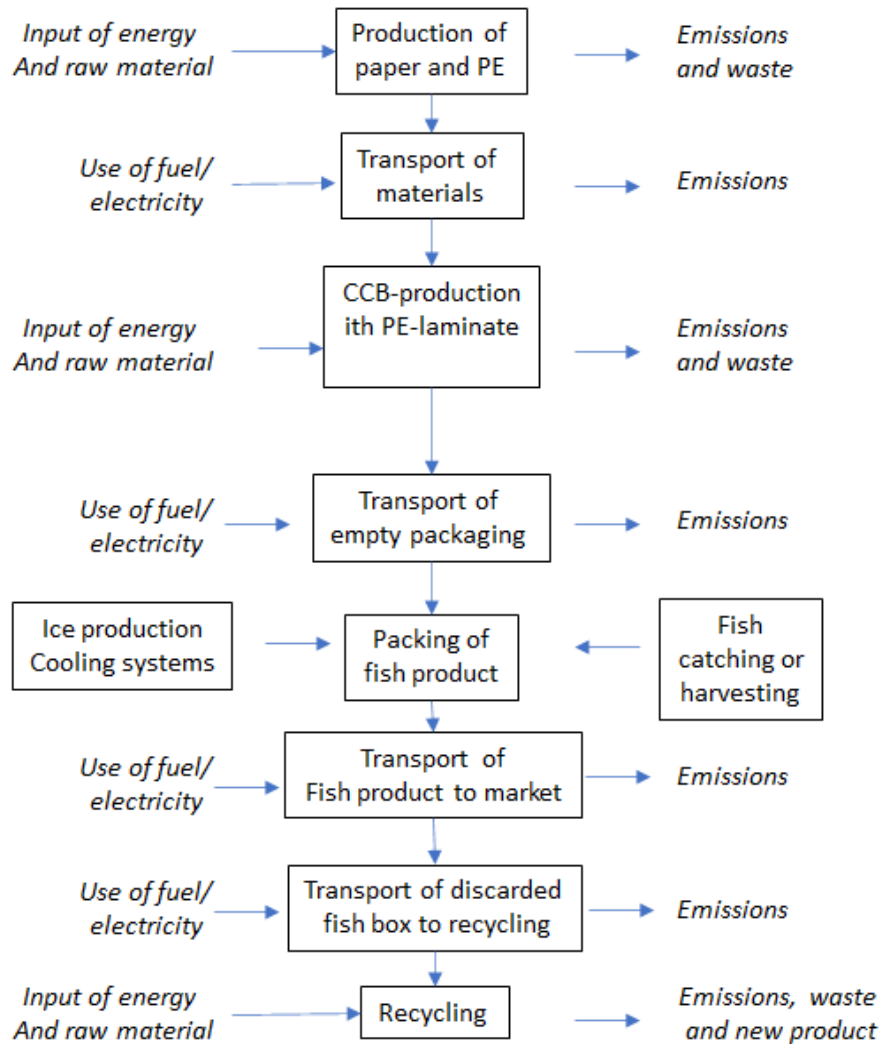 Input of energy
And raw material
Production of
paper and PE
Emissions
and waste
Use of fuel/
electricity
Transport of
materials
Emissions
Input of energy
And raw material
CCB-production
ith PE-laminate
Emissions
and waste
Use of fuel/
electricity
Transport of
empty packaging
Emissions
Ice production
Cooling systems
Packing of
fish product
Fish
catching or
harvesting
Use of fuel/
electricity
Transport of
Fish product to market
Emissions
Use of fuel/
electricity
Transport of discarded
fish box to recycling
Emissions
Input of energy
And raw material
Recycling
Emissions, waste
and new product